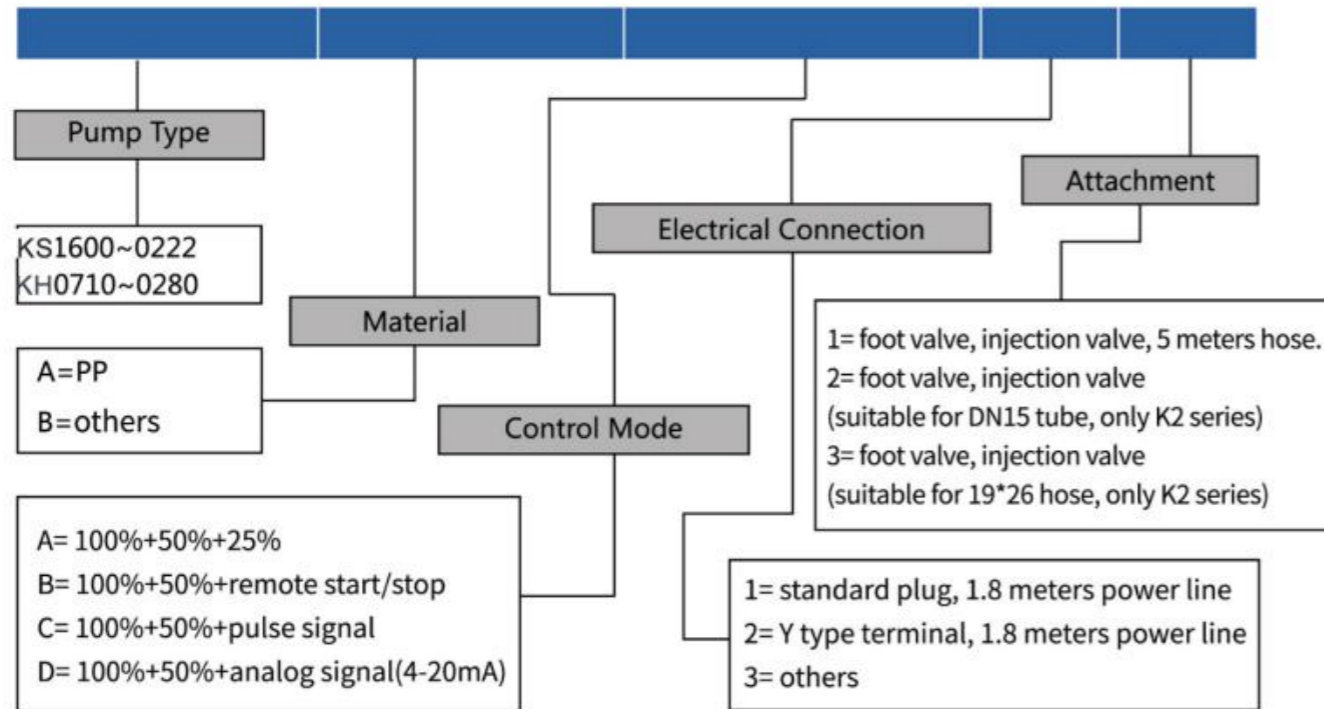 Pump Type
KS1600~0222
KH0710~0280
Material
A=PP
B=others
Control Mode
A= 100%+50%+25%
B= 100%+50%+remote start/stop
C= 100%+50%+pulse signal
D= 100%+50%+analog signal(4-20mA)
Electrical Connection
1= standard plug, 1.8 meters power line
2= Y type terminal, 1.8 meters power line
3= others
Attachment
1= foot valve, injection valve, 5 meters hose.
2= foot valve, injection valve
(suitable for DN15 tube, only K2 series)
3= foot valve, injection valve
(suitable for 19*26 hose, only K2 series)